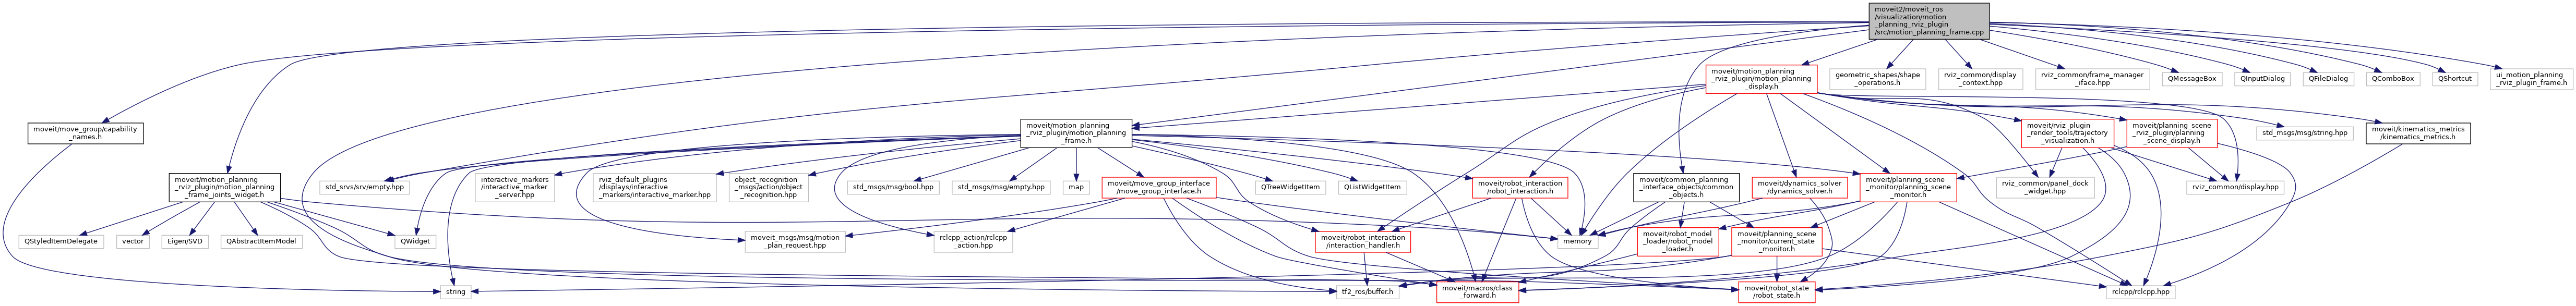 moveit2/moveit_ros
/visualization/motion
_planning_rviz_plugin
/src/motion_planning_frame.cpp
moveit/motion_planning
_rviz_plugin/motion_planning
_display.h
geometric_shapes/shape
_operations.h
rviz_common/display
_context.hpp
rviz_common/frame_manager
_iface.hpp
QMessageBox
QInputDialog
QFileDialog
QComboBox
QShortcut
ui_motion_planning
_rviz_plugin_frame.h
moveit/move_group/capability
_names.h
moveit/motion_planning
_rviz_plugin/motion_planning
_frame.h
moveit/rviz_plugin
_render_tools/trajectory
_visualization.h
moveit/planning_scene
_rviz_plugin/planning
_scene_display.h
std_msgs/msg/string.hpp
moveit/kinematics_metrics
/kinematics_metrics.h
moveit/motion_planning
_rviz_plugin/motion_planning
_frame_joints_widget.h
std_srvs/srv/empty.hpp
interactive_markers
/interactive_marker
_server.hpp
rviz_default_plugins
/displays/interactive
_markers/interactive_marker.hpp
object_recognition
_msgs/action/object
_recognition.hpp
std_msgs/msg/bool.hpp
std_msgs/msg/empty.hpp
map
moveit/move_group_interface
/move_group_interface.h
QTreeWidgetItem
QListWidgetItem
moveit/robot_interaction
/robot_interaction.h
moveit/common_planning
_interface_objects/common
_objects.h
moveit/dynamics_solver
/dynamics_solver.h
moveit/planning_scene
_monitor/planning_scene
_monitor.h
rviz_common/panel_dock
_widget.hpp
rviz_common/display.hpp
QStyledItemDelegate
vector
Eigen/SVD
QAbstractItemModel
QWidget
moveit_msgs/msg/motion
_plan_request.hpp
rclcpp_action/rclcpp
_action.hpp
moveit/robot_interaction
/interaction_handler.h
memory
moveit/robot_model
_loader/robot_model
_loader.h
moveit/planning_scene
_monitor/current_state
_monitor.h
string
tf2_ros/buffer.h
moveit/macros/class
_forward.h
moveit/robot_state
/robot_state.h
rclcpp/rclcpp.hpp